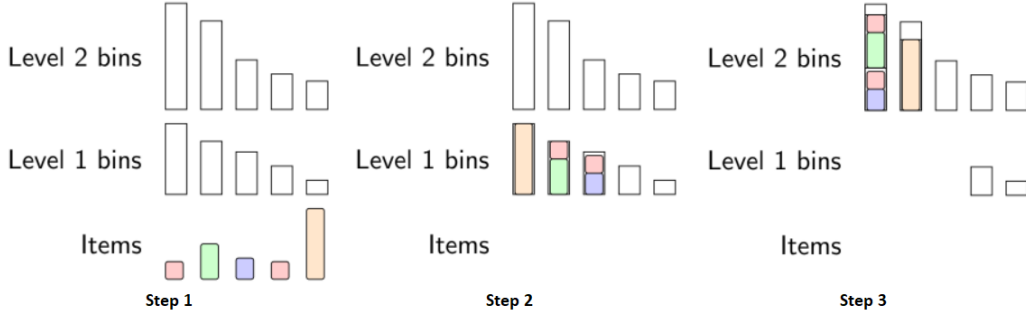 Level 2 bins
Level 1 bins
Items
Step 1
Level 2 bins
Level 1 bins
Items
Step 2
Level 2 bins
Level 1 bins
Items
Step 3